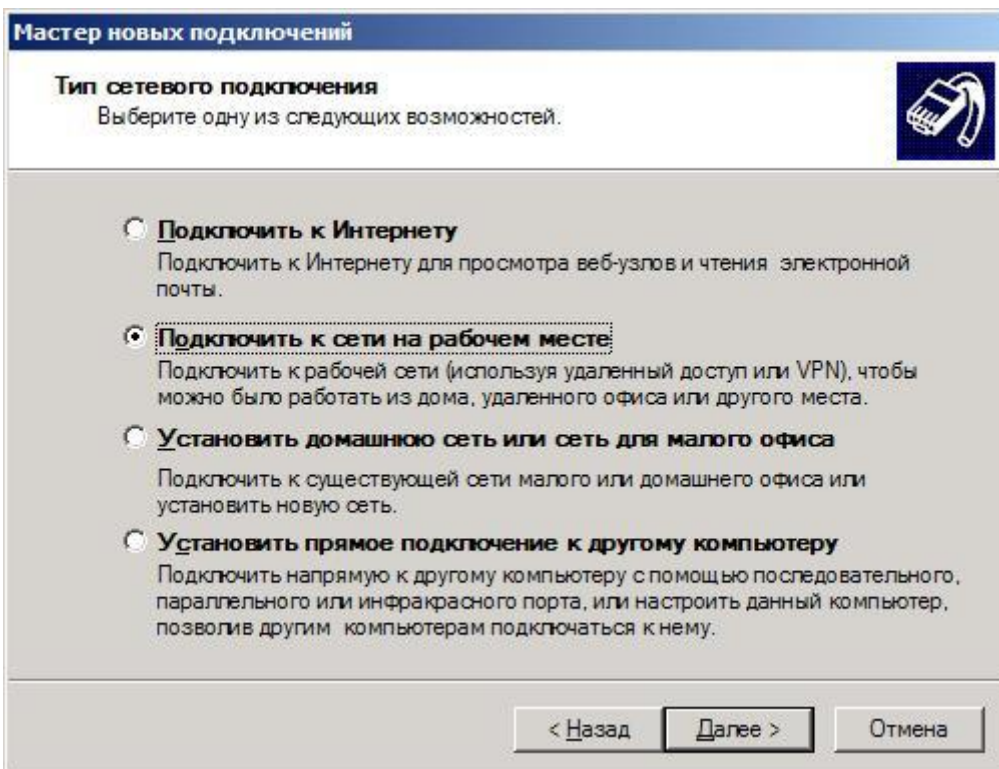 Мастер новых подключений
Тип сетевого подключения
Выберите одну из следующих возможностей.
Подключить к Интернету
Подключить к Интернету для просмотра веб-узлов и чтения электронной
почты.
Подключить к сети на рабочем месте
Подключить к рабочей сети (используя удаленный доступ или VPN), чтобы
можно было работать из дома, удаленного офиса или другого места.
Установить домашнюю сеть или сеть для малого офиса
Подключить к существующей сети малого или домашнего офиса или
установить новую сеть.
Установить прямое подключение к другому компьютеру
Подключить напрямую к другому компьютеру с помощью последовательного,
параллельного или инфракрасного порта, или настроить данный компьютер,
позволив другим компьютерам подключаться к нему.
< Назад Далее > Отмена